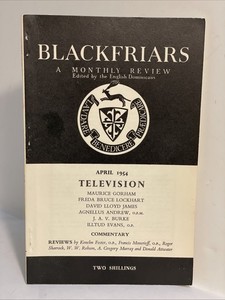 BLACKFRIARS
A MONTHLY REVIEW
Edited by the English Dominicans
LAUDARE BENEDICERE PRÆDICARE
APRIL 1954
TELEVISION
MAURICE GORHAM
FREDA BRUCE LOCKHART
DAVID LLOYD JAMES
AGNELLUS ANDREW, O.F.M.
J. A. V. BURKE
ILLTUD EVANS, O.P.
COMMENTARY
REVIEWS by Kenelm Foster, O.P., Francis Moncrieff, O.P., Roger
Sharrock, W. W. Robson, A. Gregory Murray and Donald Attwater
TWO SHILLINGS